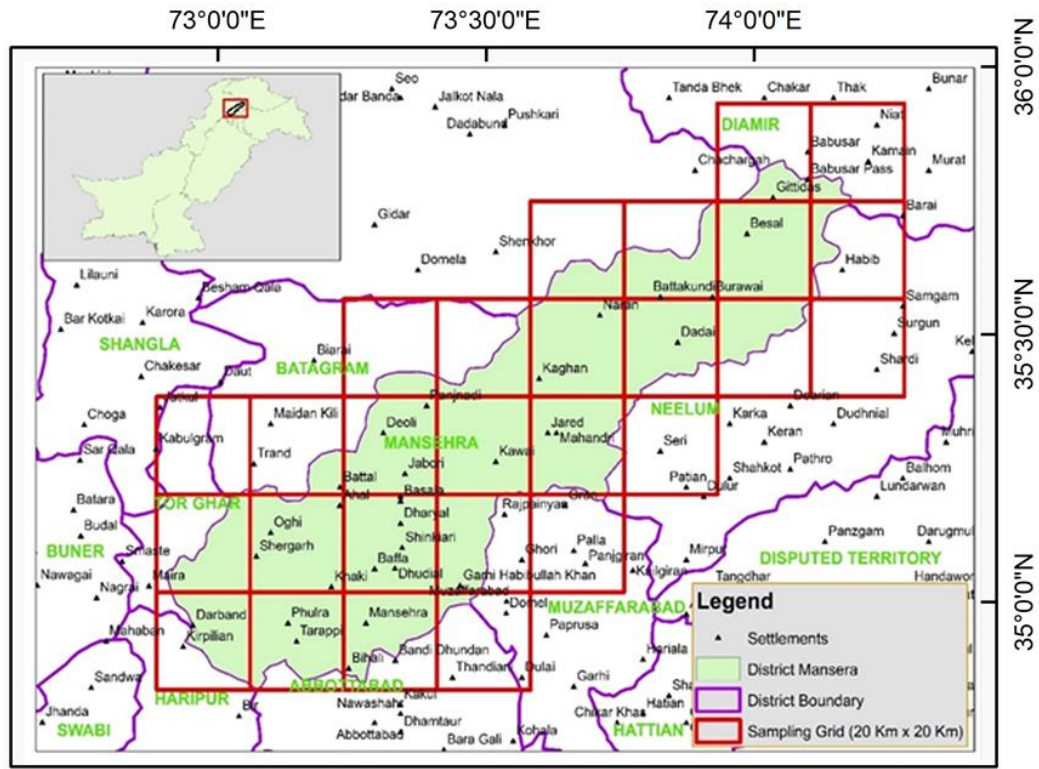 73°0'0"E 73°30'0"E 74°0'0"E
36°0'0"N
35°30'0"N
35°0'0"N
Seo
Jalkot Nala
Dadabund
Pushkari
Tanda Bhek
Chakar
Thak
Bunar
DIAMIR
Niat
Babusar
Kamain
Murat
Chachargah
Babusar Pass
Gittidas
Barai
Gidar
Besal
Shenkhor
Domela
Habib
Lilauni
Besham Qala
Battakundi
Burawai
Samgam
Naran
Bar Kotkai
Karora
Surgun
SHANGLA
Dadai
Biarai
BATAGRAM
Shardi
Chakesar
Daut
Kaghan
Panjnadi
NEELUM
Choga
Maidan Kili
Deoli
Karka
Dudhnial
Jared
Keran
Kabulgram
MANSEHRA
Mahandri
Seri
Sar Qala
Trand
Kawai
Jabori
Pathro
Shahkot
Balhom
Battal
Patian
Dulur
Lundarwan
Ahal
Basala
Batara
TOR GHAR
Rajpainyan
Dharyal
Budal
Oghi
Shinkiari
Panzgam
Darugmul
BUNER
Shergarh
Palla
Mirpur
DISPUTED TERRITORY
Baffa
Ghori
Panjgiran
Nawagai
Maira
Khaki
Dhudial
Garhi Habibullah Khan
Tangdhar
Nagrai
Muzaffarabad
Domel
MUZAFFARABAD
Darband
Phulra
Mansehra
Paprusa
Mahaban
Kirpilian
Tarappi
Bandi Dhundan
Hariala
Bihali
Thandiani
Dulai
Sandwa
Garhi
HARIPUR
ABBOTTABAD
Kakul
Hatian
Jhanda
Bir
Nawashahr
Chikar Khas
SWABI
Dhamtaur
HATTIAN
Abbottabad
Kohala
Bara Gali
Legend
Settlements
District Mansera
District Boundary
Sampling Grid (20 Km x 20 Km)